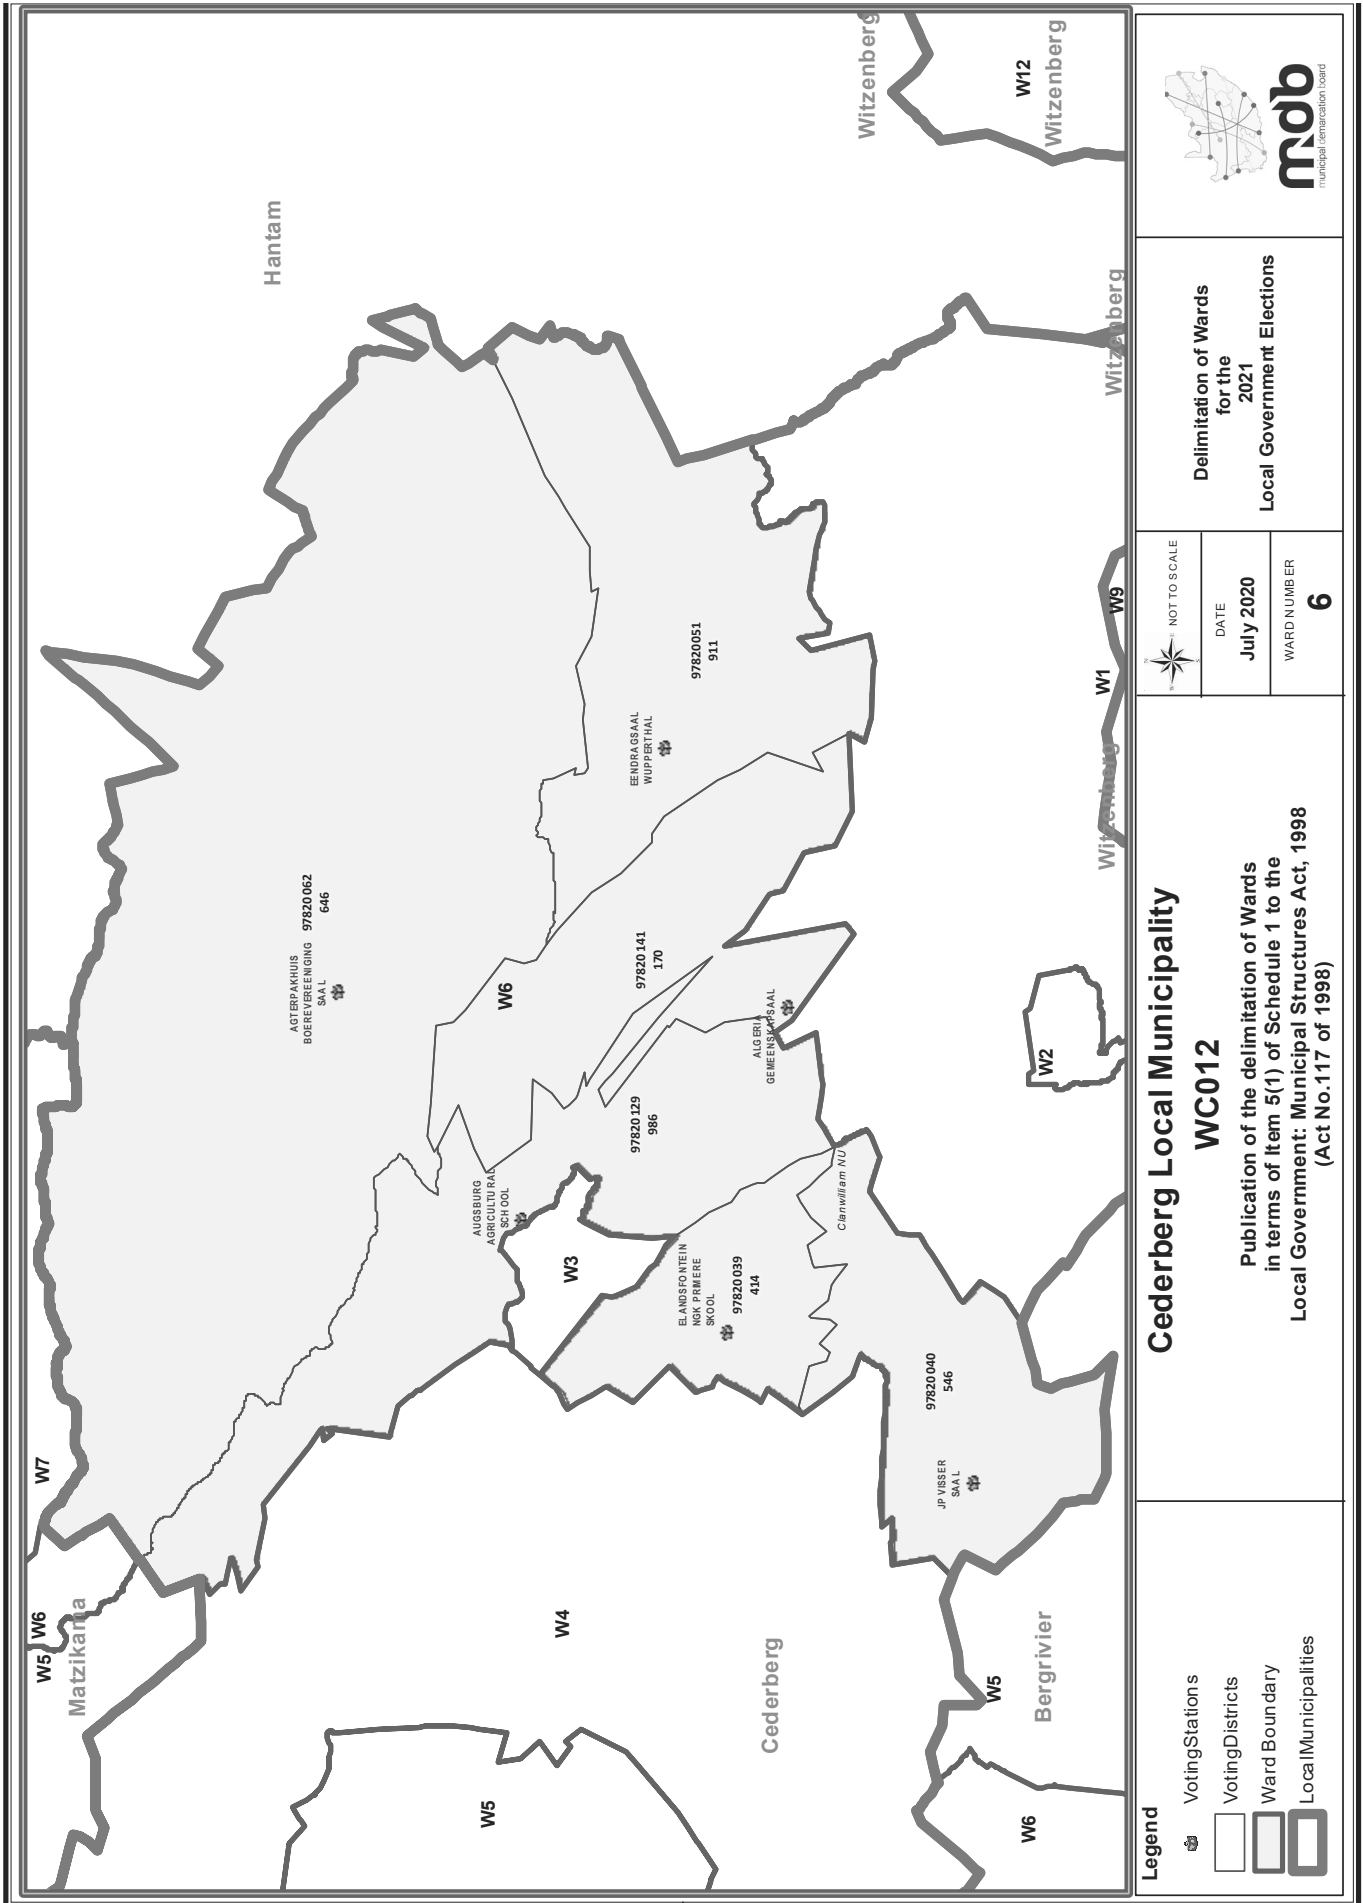 Hantam
Witzenberg
W12
Witzenberg
Witzenberg
W9
W1
Witzenberg
W2
97820051
911
EENDRAGSAAL
WUPPERTHAL
97820062
646
AGTERPAKHUIS
BOEREVEREENIGING
SAAL
W6
97820141
170
ALGERIA
GEMEENSKAPSAAL
97820129
986
AUGSBURG
AGRICULTURAL
SCHOOL
W3
ELANDSFONTEIN
NGK PRMERE
SKOOL
97820039
414
Clanwilliam NU
97820040
546
JP VISSER
SAAL
W7
W6
W5
Matzikama
W4
Cederberg
W5
W5
Bergrivier
W6
Legend
VotingStations
VotingDistricts
Ward Boundary
LocalMunicipalities
Cederberg Local Municipality
WC012
Publication of the delimitation of Wards
in terms of Item 5(1) of Schedule 1 to the
Local Government: Municipal Structures Act, 1998
(Act No.117 of 1998)
N
E
S
W
NOT TO SCALE
DATE
July 2020
WARD NUMBER
6
Delimitation of Wards
for the
2021
Local Government Elections
mdb
municipal demarcation board